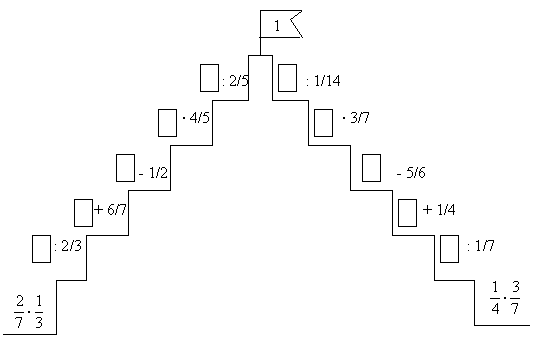 1
: 2/5 : 1/14
· 4/5 · 3/7
- 1/2 - 5/6
+ 6/7 + 1/4
: 2/3 : 1/7
2/7 · 1/3 1/4 · 3/7